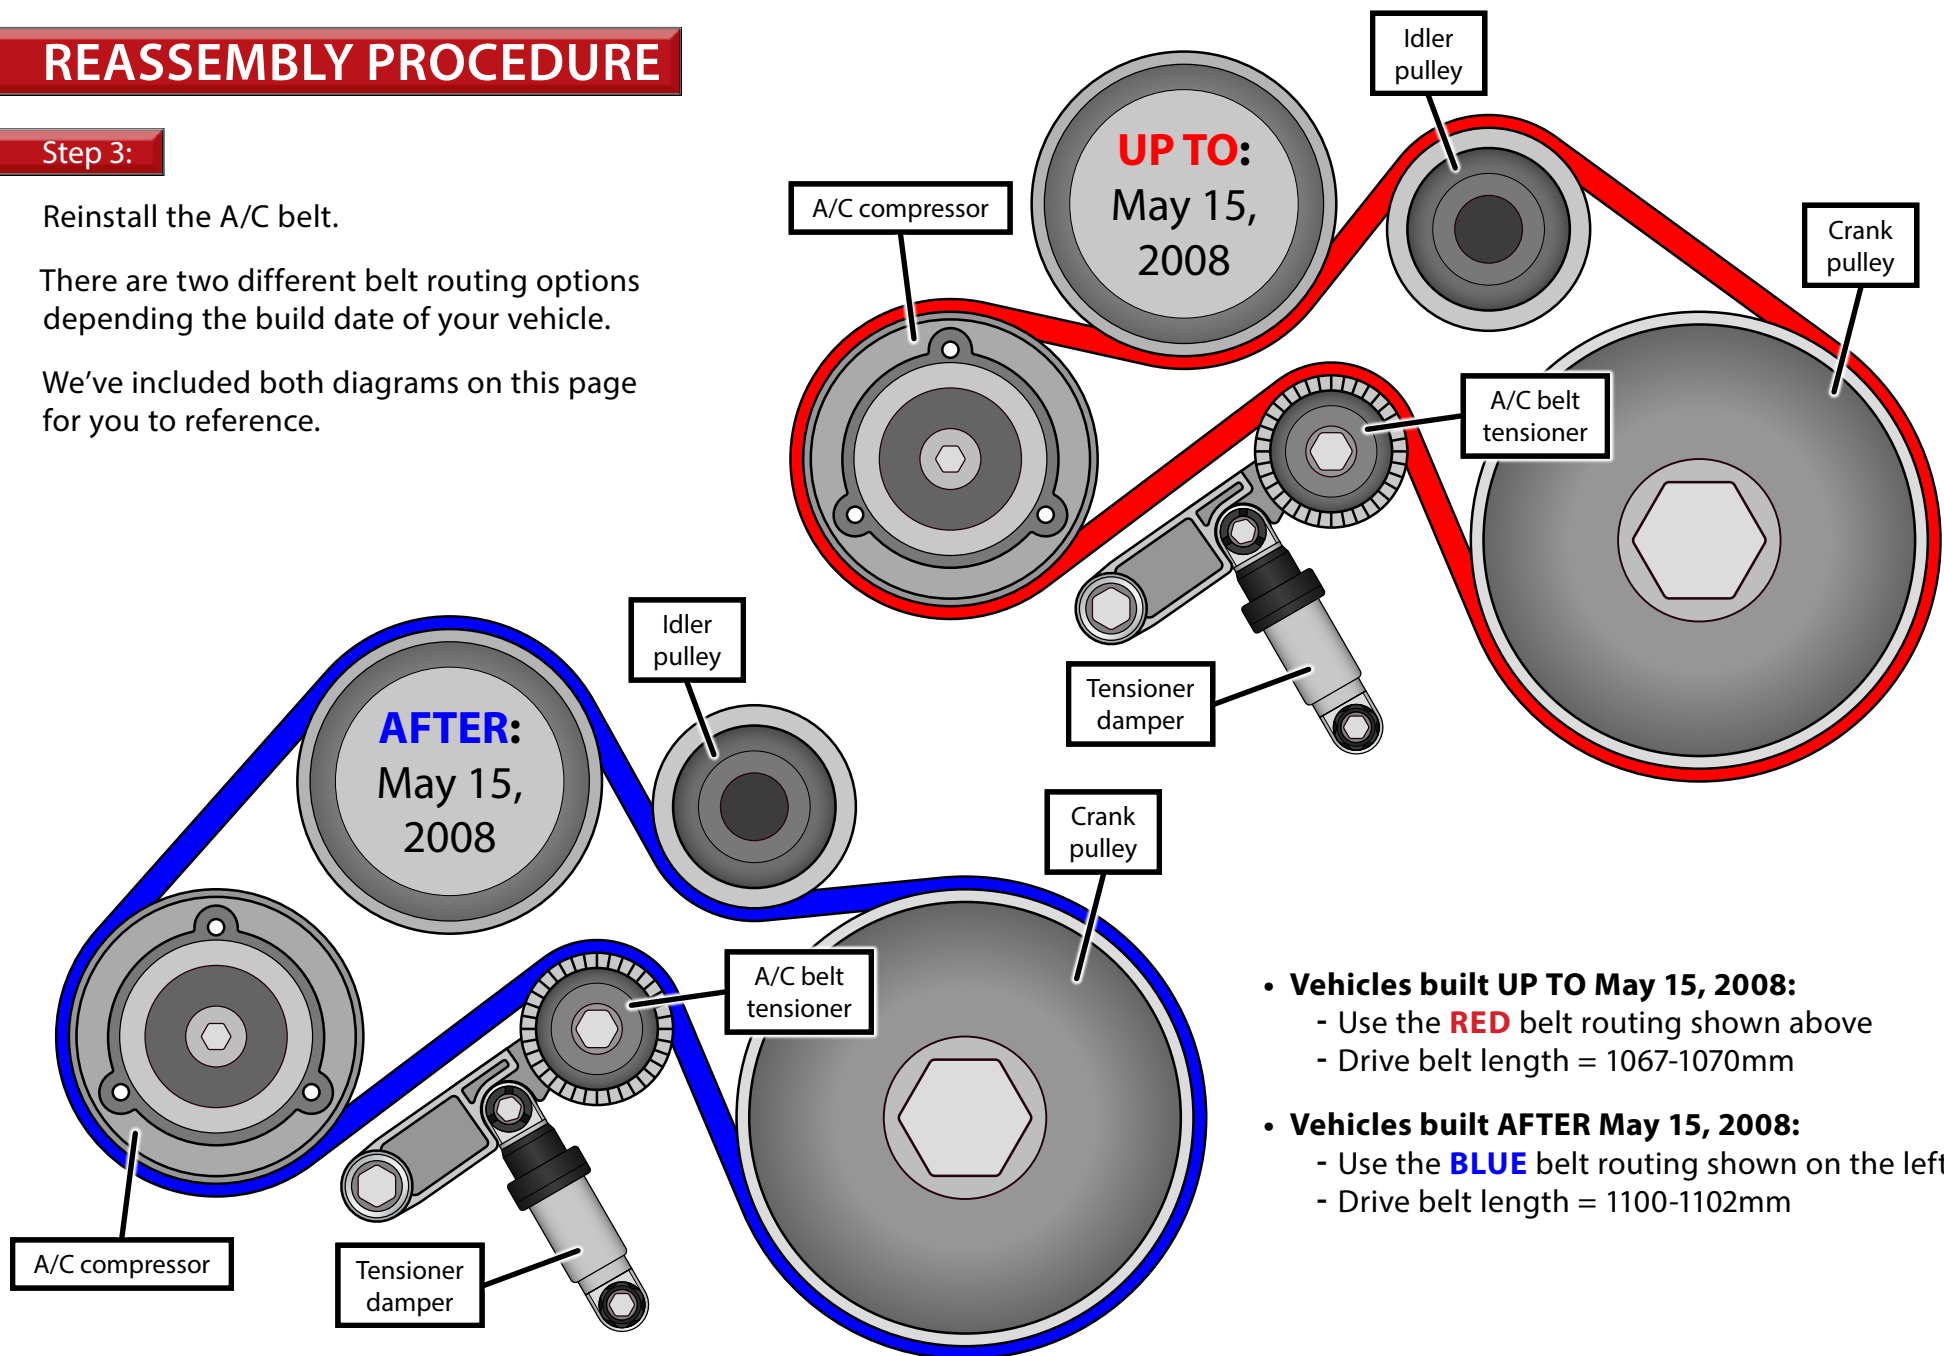 REASSEMBLY PROCEDURE
Step 3:
Reinstall the A/C belt.
There are two different belt routing options
depending the build date of your vehicle.
We've included both diagrams on this page
for you to reference.
Idler
pulley
UP TO:
May 15,
2008
A/C compressor
Crank
pulley
A/C belt
tensioner
Tensioner
damper
Idler
pulley
AFTER:
May 15,
2008
Crank
pulley
A/C belt
tensioner
A/C compressor
Tensioner
damper
• Vehicles built UP TO May 15, 2008:
- Use the RED belt routing shown above
- Drive belt length = 1067-1070mm
• Vehicles built AFTER May 15, 2008:
- Use the BLUE belt routing shown on the left
- Drive belt length = 1100-1102mm